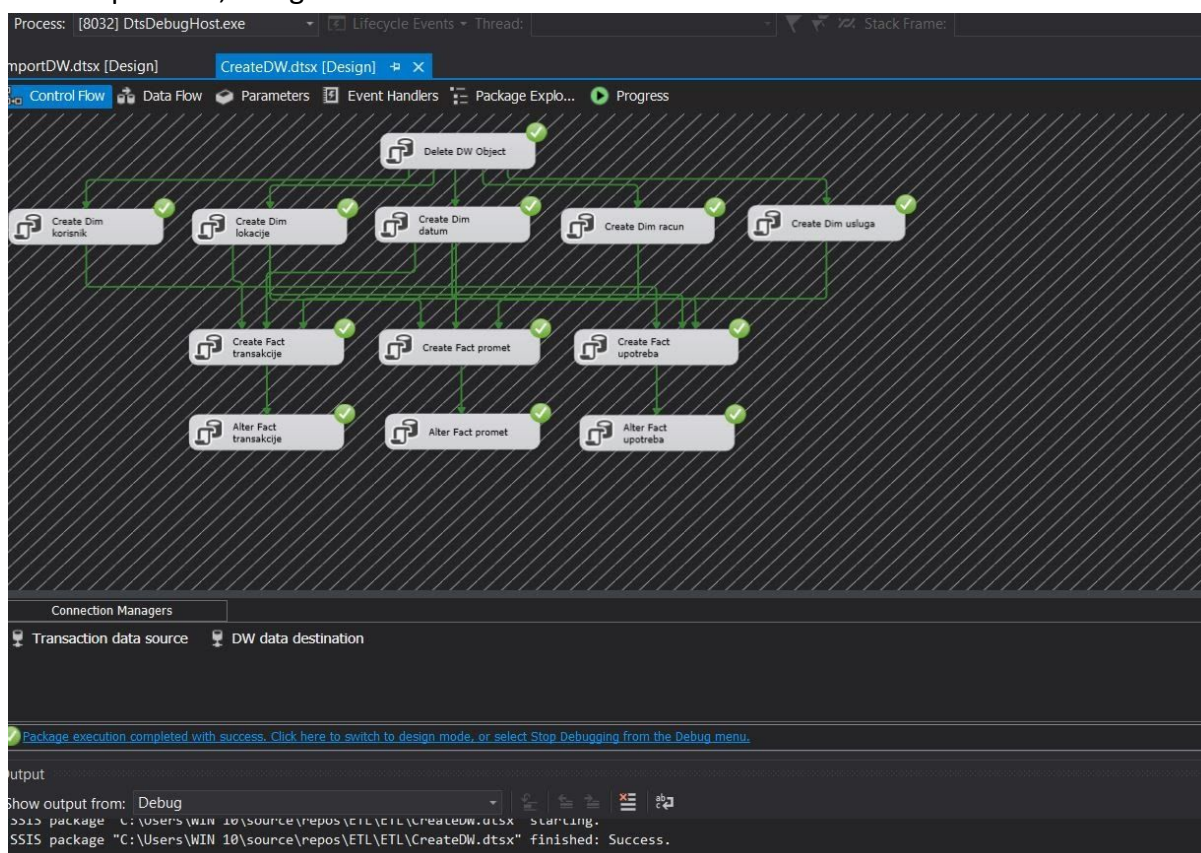 Process: [8032] DtsDebugHost.exe Lifecycle Events Thread: Stack Frame:
mportDW.dtsx [Design] CreateDW.dtsx [Design]
Control Flow Data Flow Parameters Event Handlers Package Explo... Progress
Delete DW Object
Create Dim
korisnik
Create Dim
lokacije
Create Dim
datum
Create Dim racun
Create Dim usluga
Create Fact
transakcije
Create Fact promet
Create Fact
upotreba
Alter Fact
transakcije
Alter Fact promet
Alter Fact
upotreba
Connection Managers
Transaction data source DW data destination
Package execution completed with success. Click here to switch to design mode, or select Stop Debugging from the Debug menu.
utput
Show output from: Debug
SSIS package "C:\Users\WIN 10\source\repos\ETL\ETL\CreateDW.dtsx" starting.
SSIS package "C:\Users\WIN 10\source\repos\ETL\ETL\CreateDW.dtsx" finished: Success.